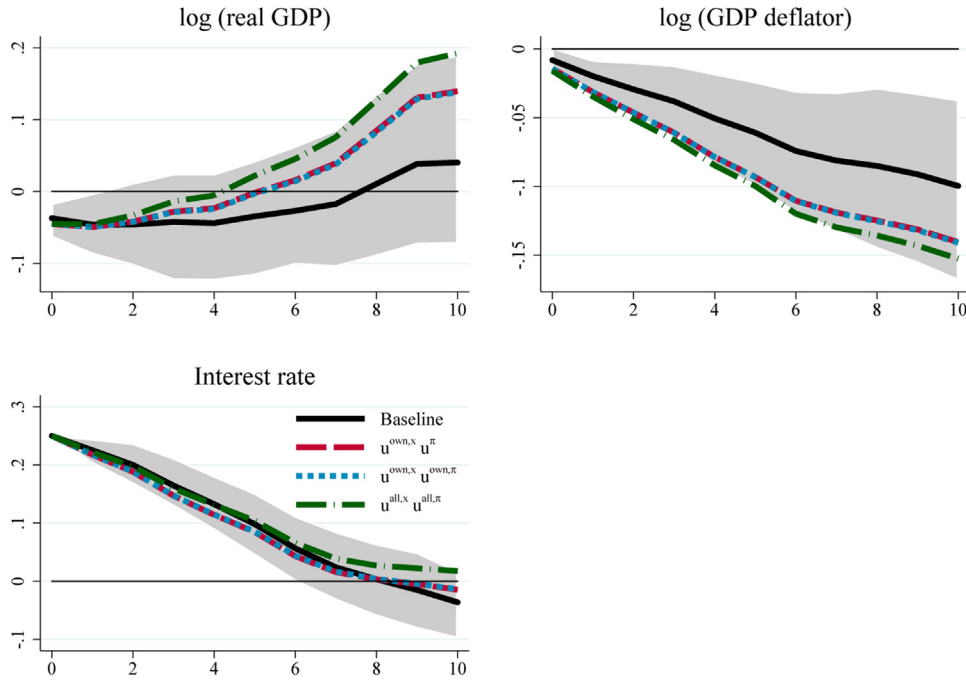 log (real GDP)
.2
.1
0
-.1
0 2 4 6 8 10
log (GDP deflator)
0
-.05
-.1
-.15
0 2 4 6 8 10
Interest rate
.3
.2
.1
0
-.1
0 2 4 6 8 10
Baseline
u^own,x u^π
u^own,x u^own,π
u^all,x u^all,π